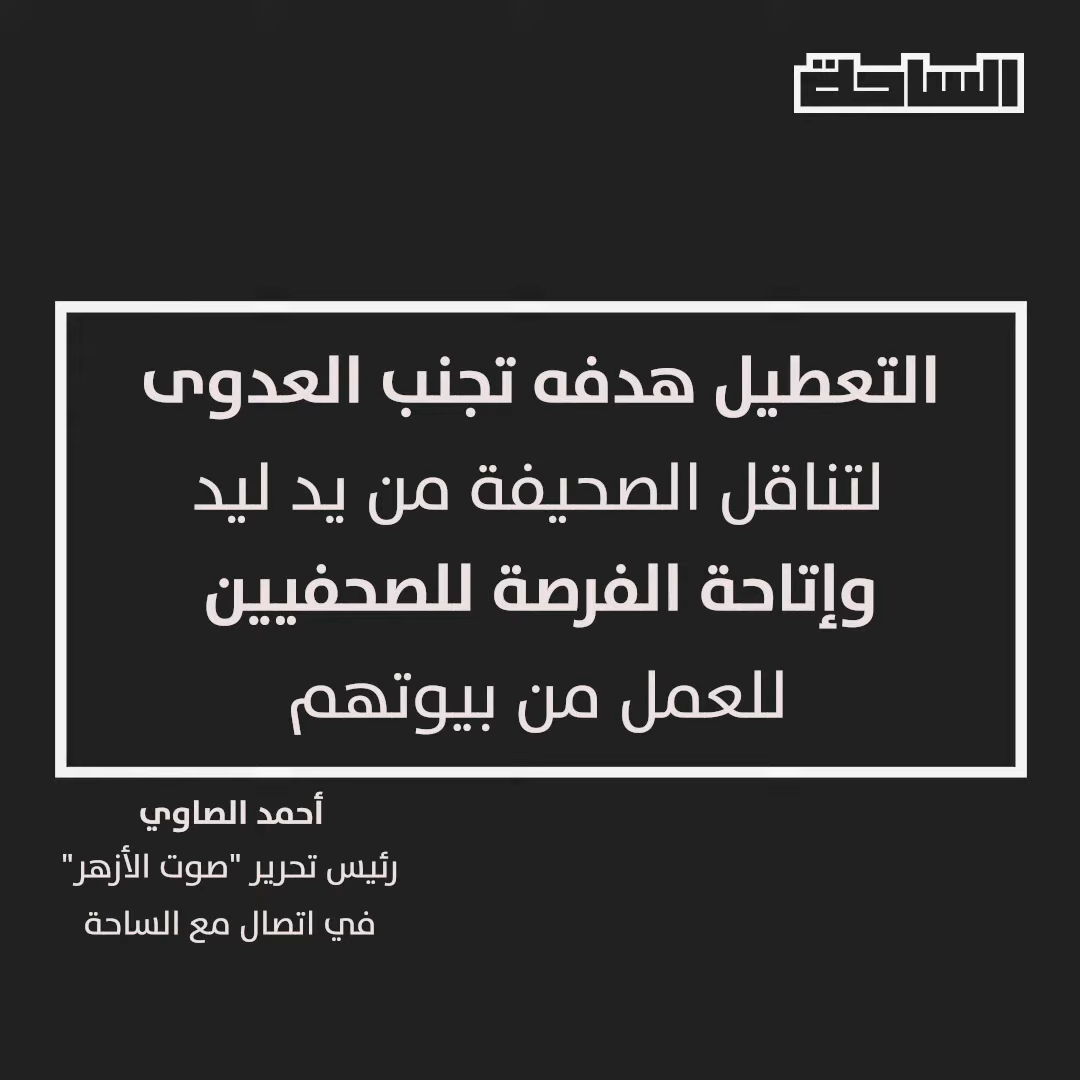 الساحة
التعطيل هدفه تجنب العدوى
لتناقل الصحيفة من يد ليد
وإتاحة الفرصة للصحفيين
للعمل من بيوتهم
أحمد الصاوي
رئيس تحرير "صوت الأزهر"
في اتصال مع الساحة